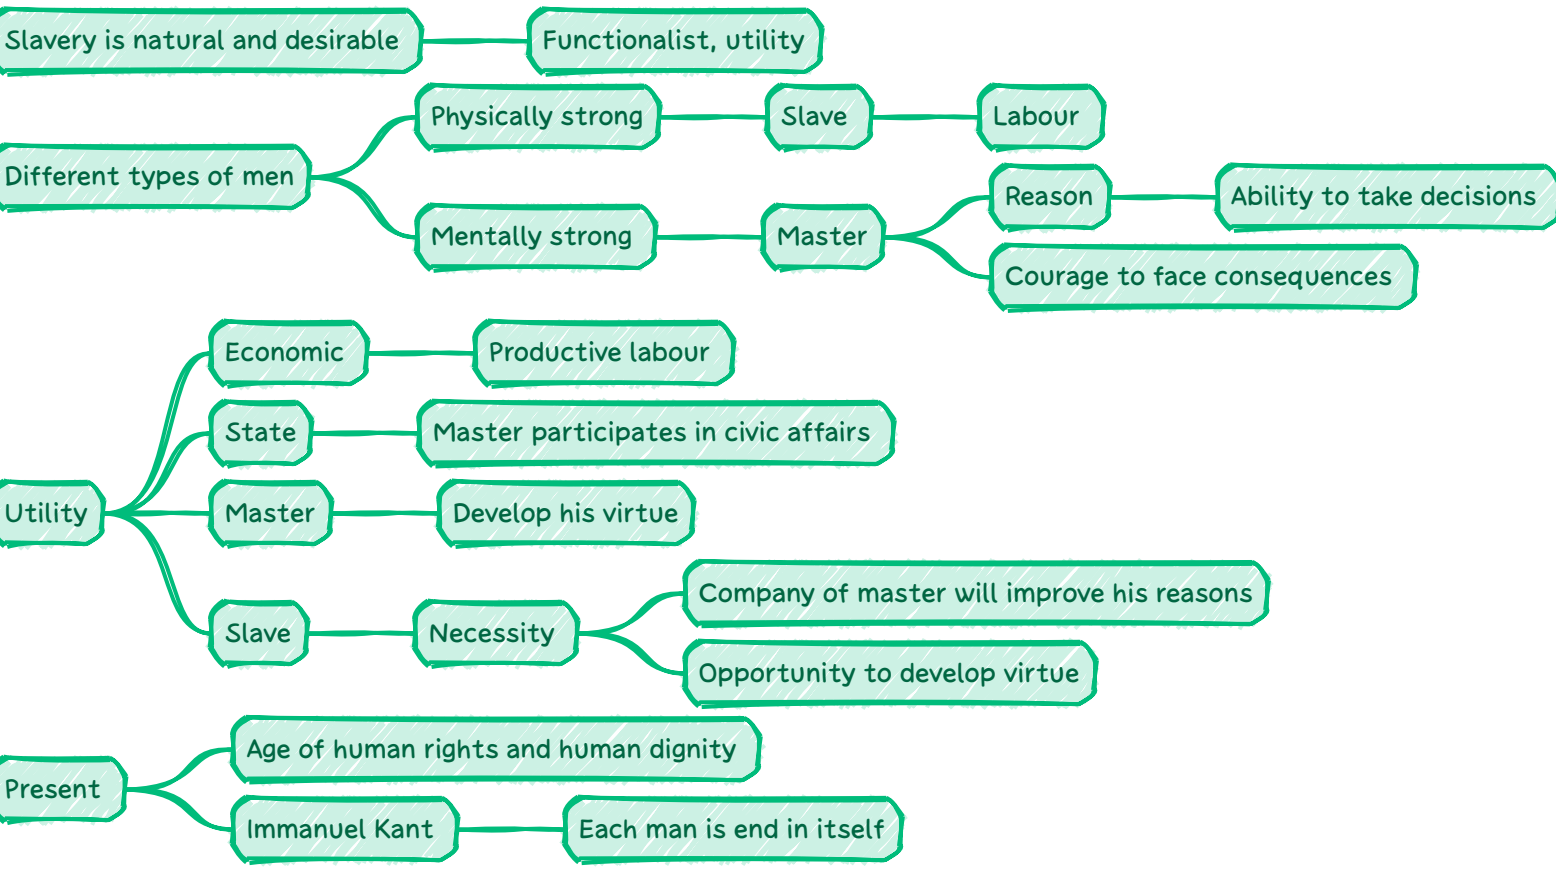 Slavery is natural and desirable
Functionalist, utility
Different types of men
Physically strong
Slave
Labour
Mentally strong
Master
Reason
Ability to take decisions
Courage to face consequences
Utility
Economic
Productive labour
State
Master participates in civic affairs
Master
Develop his virtue
Slave
Necessity
Company of master will improve his reasons
Opportunity to develop virtue
Present
Age of human rights and human dignity
Immanuel Kant
Each man is end in itself